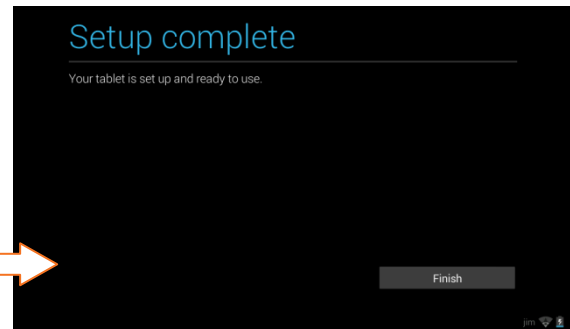 Setup complete
Your tablet is set up and ready to use.
Finish
jim